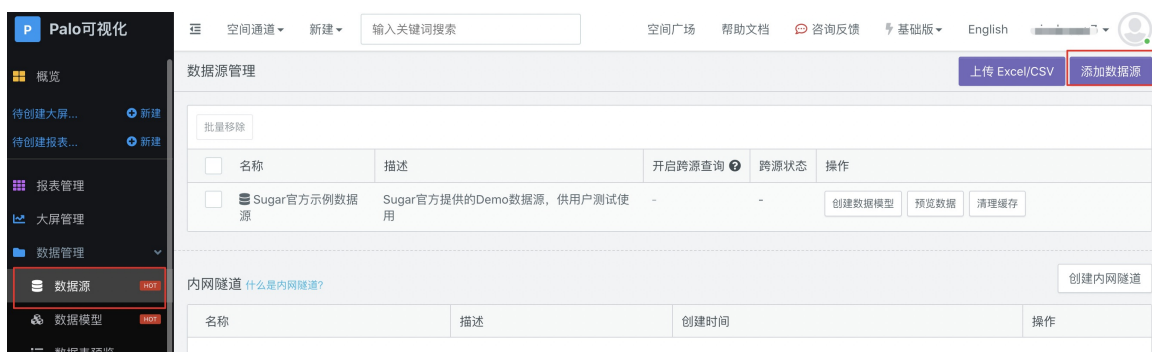 P Palo可视化 空间通道 新建 输入关键词搜索 空间广场 帮助文档 咨询反馈 基础版 English
概览
待创建大屏... 新建
待创建报表... 新建
报表管理
大屏管理
数据管理
数据源 HOT
数据模型 HOT
数据表预览
数据源管理 上传 Excel/CSV 添加数据源
批量移除
名称 描述 开启跨源查询 跨源状态 操作
Sugar官方示例数据 Sugar官方提供的Demo数据源，供用户测试使 - - 创建数据模型 预览数据 清理缓存
源 用
内网隧道 什么是内网隧道? 创建内网隧道
名称 描述 创建时间 操作